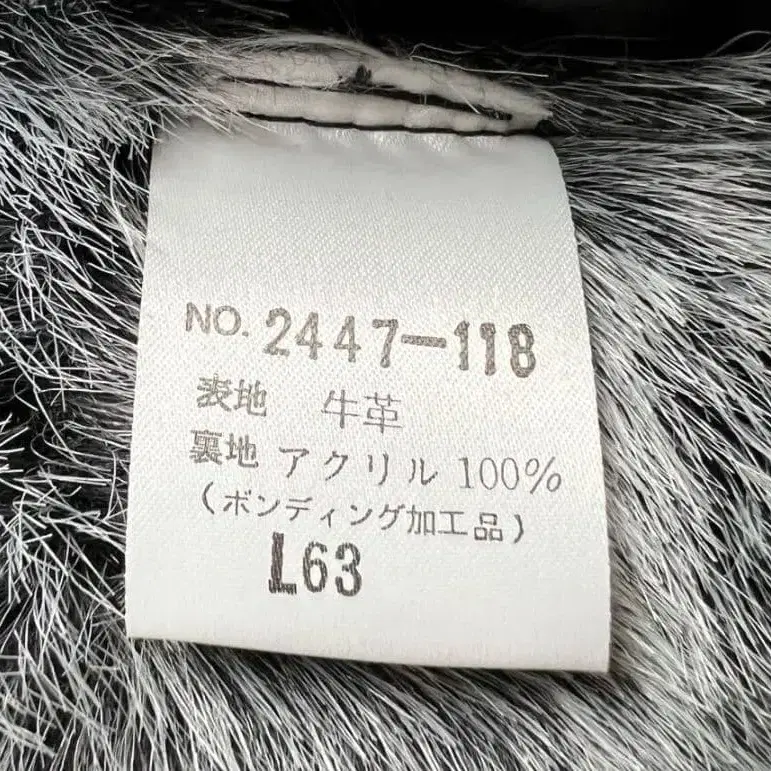 NO. 2447-118
表地 牛革
裏地 アクリル 100%
(ボンディング加工品)
L63